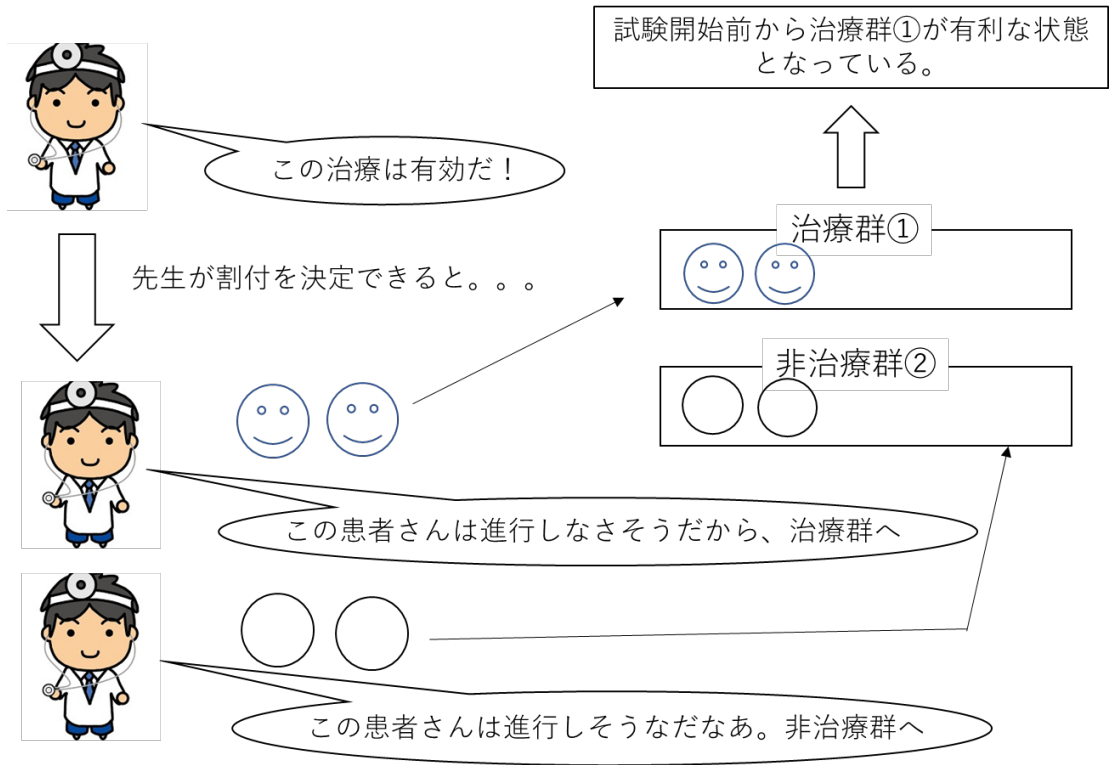 試験開始前から治療群①が有利な状態
となっている。
この治療は有効だ！
治療群①
先生が割付を決定できると。。。
非治療群②
この患者さんは進行しなさそうだから、治療群へ
この患者さんは進行しそうなだなあ。非治療群へ